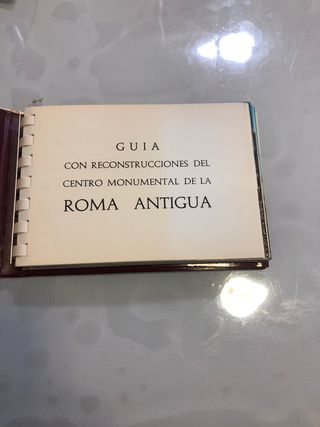 GUIA
CON RECONSTRUCCIONES DEL
CENTRO MONUMENTAL DE LA
ROMA ANTIGUA